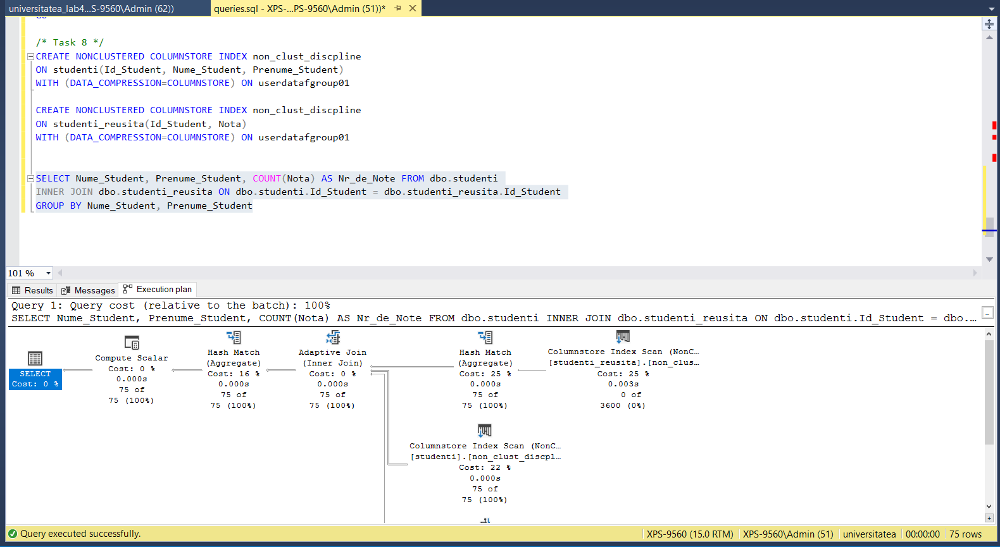 universitatea_lab4...S-9560\Admin (62))
queries.sql - XPS-...PS-9560\Admin (51))*
/* Task 8 */
CREATE NONCLUSTERED COLUMNSTORE INDEX non_clust_discpline
ON studenti(Id_Student, Nume_Student, Prenume_Student)
WITH (DATA_COMPRESSION=COLUMNSTORE) ON userdatafgroup01
CREATE NONCLUSTERED COLUMNSTORE INDEX non_clust_discpline
ON studenti_reusita(Id_Student, Nota)
WITH (DATA_COMPRESSION=COLUMNSTORE) ON userdatafgroup01
SELECT Nume_Student, Prenume_Student, COUNT(Nota) AS Nr_de_Note FROM dbo.studenti
INNER JOIN dbo.studenti_reusita ON dbo.studenti.Id_Student = dbo.studenti_reusita.Id_Student
GROUP BY Nume_Student, Prenume_Student
101 %
Results
Messages
Execution plan
Query 1: Query cost (relative to the batch): 100%
SELECT Nume_Student, Prenume_Student, COUNT(Nota) AS Nr_de_Note FROM dbo.studenti INNER JOIN dbo.studenti_reusita ON dbo.studenti.Id_Student = dbo....
SELECT
Cost: 0 %
Compute Scalar
Cost: 0 %
0.000s
75 of
75 (100%)
Hash Match
(Aggregate)
Cost: 16 %
0.000s
75 of
75 (100%)
Adaptive Join
(Inner Join)
Cost: 0 %
0.000s
75 of
75 (100%)
Hash Match
(Aggregate)
Cost: 25 %
0.000s
75 of
75 (100%)
Columnstore Index Scan (NonC...
[studenti_reusita].[non_clus...
Cost: 25 %
0.003s
0 of
3600 (0%)
Columnstore Index Scan (NonC...
[studenti].[non_clust_discpl...
Cost: 22 %
0.000s
75 of
75 (100%)
Query executed successfully.
XPS-9560 (15.0 RTM)
XPS-9560\Admin (51)
universitatea
00:00:00
75 rows